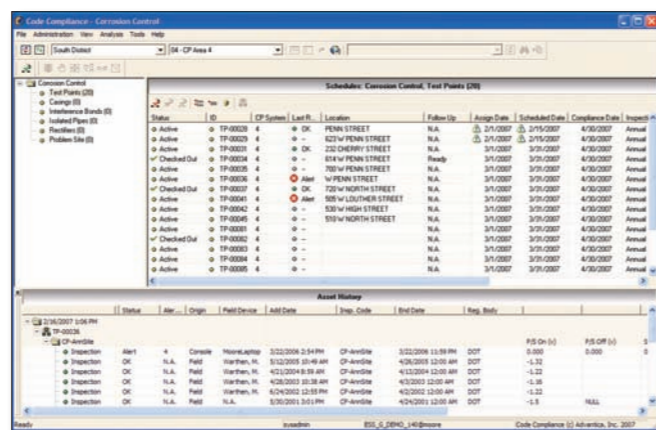 Code Compliance - Corrosion Control
File Administration View Analysis Tools Help
South District 04 - CP Area 4
Corrosion Control
Test Points (20)
Casings (0)
Interference Bonds (0)
Isolated Pipes (0)
Rectifiers (0)
Problem Site (0)
Schedules: Corrosion Control, Test Points (20)
Status ID CP System Last R... Location Follow Up Assign Date Scheduled Date Compliance Date Inspecti
Active TP-00028 4 OK PENN STREET N.A. 2/1/2007 2/15/2007 4/30/2007 Annual
Active TP-00029 4 - 623 W PENN STREET N.A. 2/1/2007 2/15/2007 4/30/2007 Annual
Active TP-00031 4 OK 232 CHERRY STREET N.A. 3/1/2007 3/31/2007 4/30/2007 Annual
Checked Out TP-00034 4 - 614 W PENN STREET Ready 3/1/2007 3/31/2007 4/30/2007 Annual
Active TP-00035 4 - 700 W PENN STREET N.A. 3/1/2007 3/31/2007 4/30/2007 Annual
Active TP-00036 4 Alert W PENN STREET N.A. 3/1/2007 3/31/2007 4/30/2007 Annual
Checked Out TP-00037 4 OK 720 W NORTH STREET N.A. 3/1/2007 3/31/2007 4/30/2007 Annual
Active TP-00041 4 Alert 505 W LOUTHER STREET N.A. 3/1/2007 3/31/2007 4/30/2007 Annual
Active TP-00042 4 - 530 W HIGH STREET N.A. 3/1/2007 3/31/2007 4/30/2007 Annual
Active TP-00045 4 - 510 W NORTH STREET N.A. 3/1/2007 3/31/2007 4/30/2007 Annual
Active TP-00081 4 - N.A. 3/1/2007 3/31/2007 4/30/2007 Annual
Checked Out TP-00082 4 - N.A. 3/1/2007 3/31/2007 4/30/2007 Annual
Active TP-00083 4 - N.A. 3/1/2007 3/31/2007 4/30/2007 Annual
Active TP-00084 4 - N.A. 3/1/2007 3/31/2007 4/30/2007 Annual
Active TP-00085 4 - N.A. 3/1/2007 3/31/2007 4/30/2007 Annual
Asset History
Status Aler... Origin Field Device Add Date Insp. Code End Date Reg. Body
2/16/2007 1:06 PM
TP-00036
CP-AnnSite P/S On (v) P/S Off (v) S
Inspection Alert 4 Console MooreLaptop 3/22/2006 2:54 PM CP-AnnSite 3/22/2006 11:59 PM DOT 0.000 0.000 0
Inspection OK N.A. Field Warthen, M. 5/12/2005 10:49 AM CP-AnnSite 4/26/2005 12:00 AM DOT -1.32
Inspection OK N.A. Field Warthen, M. 4/21/2004 8:59 AM CP-AnnSite 4/13/2004 12:00 AM DOT -1.22
Inspection OK N.A. Field Warthen, M. 4/28/2003 10:38 AM CP-AnnSite 4/3/2003 12:00 AM DOT -1.16
Inspection OK N.A. Field Warthen, M. 6/24/2002 12:55 PM CP-AnnSite 4/2/2002 12:00 AM DOT -1.22
Inspection OK N.A. Field N.A. 5/30/2001 3:01 PM CP-AnnSite 4/24/2001 12:00 AM DOT -1.5 NULL
Ready sysadmin ESS_G_DEMO_140@moore Code Compliance (c) Advantica, Inc. 2007